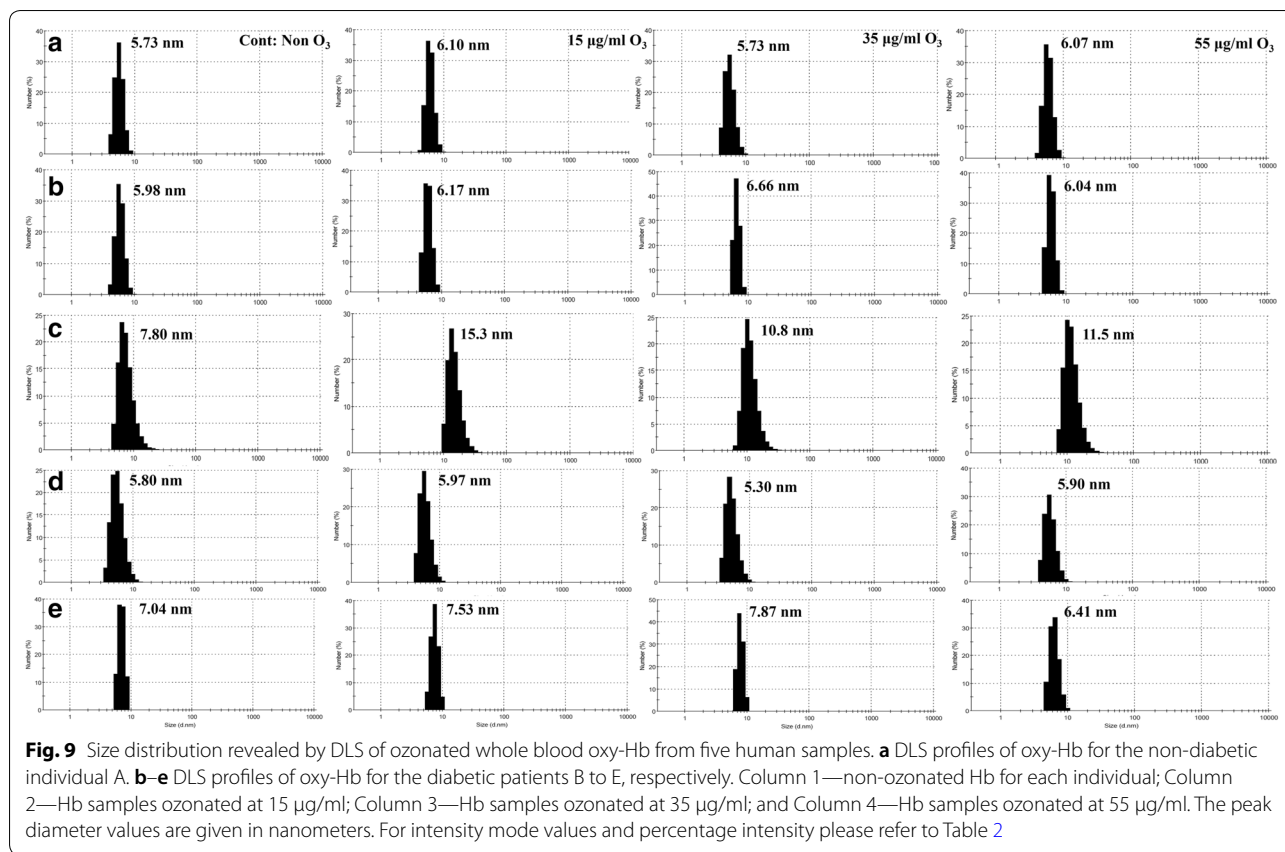 a
5.73 nm
Cont: Non O3
6.10 nm
15 µg/ml O3
5.73 nm
35 µg/ml O3
6.07 nm
55 µg/ml O3
b
5.98 nm
6.17 nm
6.66 nm
6.04 nm
c
7.80 nm
15.3 nm
10.8 nm
11.5 nm
d
5.80 nm
5.97 nm
5.30 nm
5.90 nm
e
7.04 nm
7.53 nm
7.87 nm
6.41 nm
Number (%)
1 10 100 1000 10000
Size (d.nm)
Fig. 9 Size distribution revealed by DLS of ozonated whole blood oxy-Hb from five human samples. a DLS profiles of oxy-Hb for the non-diabetic
individual A. b–e DLS profiles of oxy-Hb for the diabetic patients B to E, respectively. Column 1—non-ozonated Hb for each individual; Column
2—Hb samples ozonated at 15 µg/ml; Column 3—Hb samples ozonated at 35 µg/ml; and Column 4—Hb samples ozonated at 55 µg/ml. The peak
diameter values are given in nanometers. For intensity mode values and percentage intensity please refer to Table 2